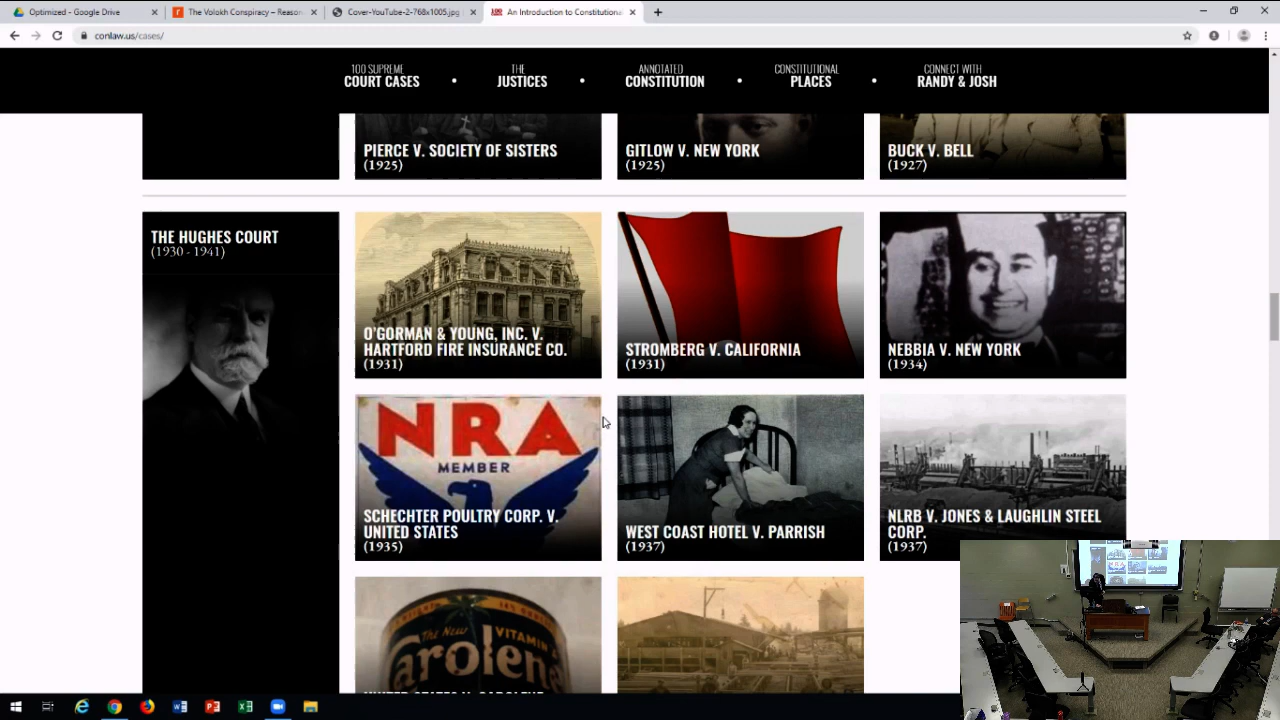 Optimized - Google Drive
The Volokh Conspiracy – Reason
Cover-YouTube-2-768x1005.jpg
An Introduction to Constitutional
conlaw.us/cases/
100 SUPREME
COURT CASES
THE
JUSTICES
ANNOTATED
CONSTITUTION
CONSTITUTIONAL
PLACES
CONNECT WITH
RANDY & JOSH
PIERCE V. SOCIETY OF SISTERS
(1925)
GITLOW V. NEW YORK
(1925)
BUCK V. BELL
(1927)
THE HUGHES COURT
(1930 - 1941)
O'GORMAN & YOUNG, INC. V.
HARTFORD FIRE INSURANCE CO.
(1931)
STROMBERG V. CALIFORNIA
(1931)
NEBBIA V. NEW YORK
(1934)
NRA
MEMBER
SCHECHTER POULTRY CORP. V.
UNITED STATES
(1935)
WEST COAST HOTEL V. PARRISH
(1937)
NLRB V. JONES & LAUGHLIN STEEL
CORP.
(1937)
The New
VITAMIN
arolen